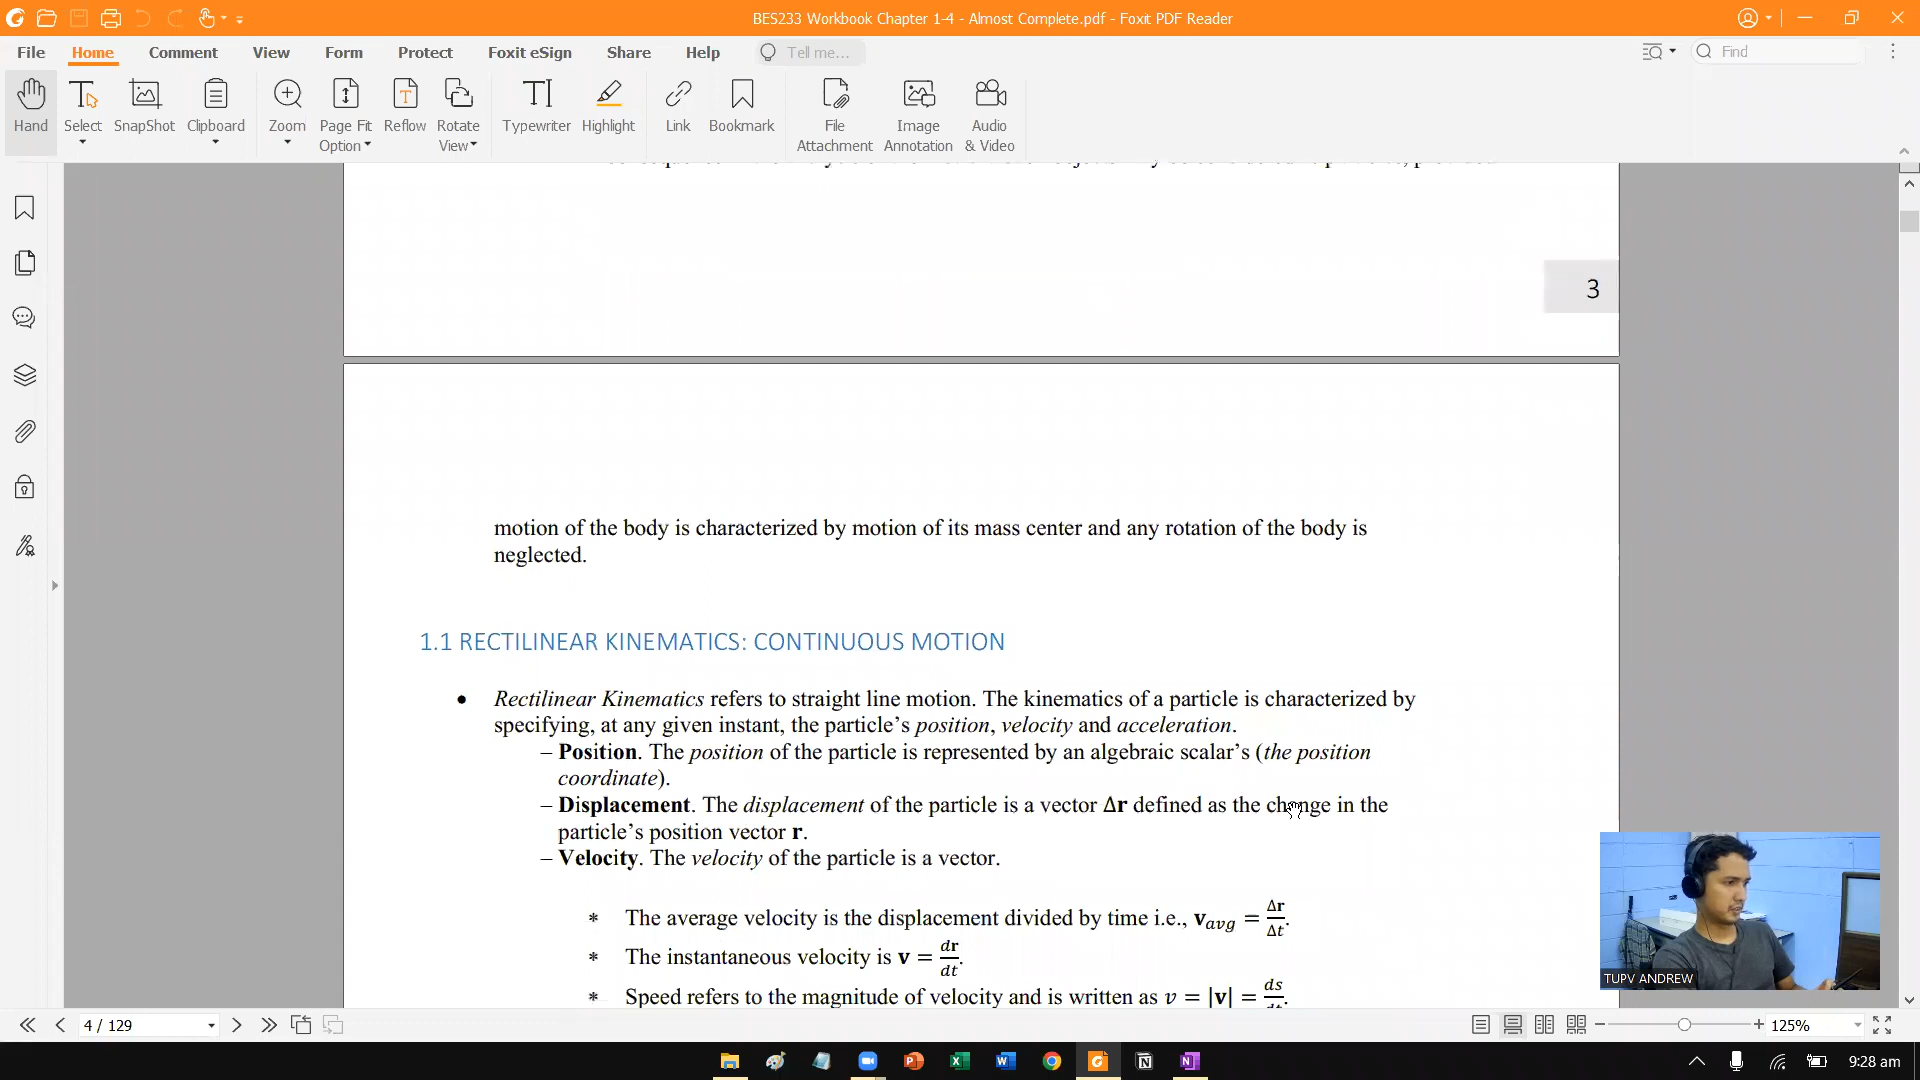 BES233 Workbook Chapter 1-4 - Almost Complete.pdf - Foxit PDF Reader
File Home Comment View Form Protect Foxit eSign Share Help Tell me... Find
Hand Select SnapShot Clipboard Zoom Page Fit Option Reflow Rotate View Typewriter Highlight Link Bookmark File Attachment Image Annotation Audio & Video
3
motion of the body is characterized by motion of its mass center and any rotation of the body is
neglected.
1.1 RECTILINEAR KINEMATICS: CONTINUOUS MOTION
• Rectilinear Kinematics refers to straight line motion. The kinematics of a particle is characterized by
specifying, at any given instant, the particle’s position, velocity and acceleration.
– Position. The position of the particle is represented by an algebraic scalar’s (the position
coordinate).
– Displacement. The displacement of the particle is a vector Δr defined as the change in the
particle’s position vector r.
– Velocity. The velocity of the particle is a vector.
* The average velocity is the displacement divided by time i.e., v_avg = Δr/Δt.
* The instantaneous velocity is v = dr/dt.
* Speed refers to the magnitude of velocity and is written as v = |v| = ds/dt.
TUPV ANDREW
4 / 129
125%
9:28 am